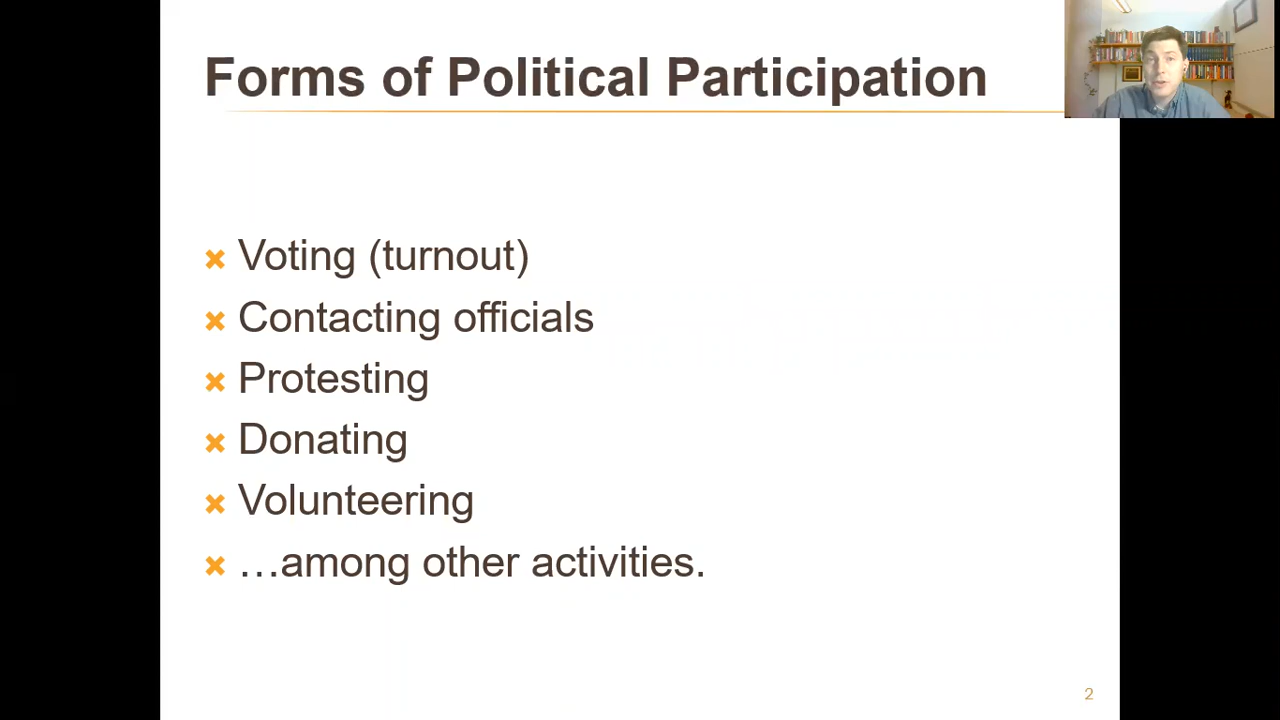 Forms of Political Participation
Voting (turnout)
Contacting officials
Protesting
Donating
Volunteering
…among other activities.
2